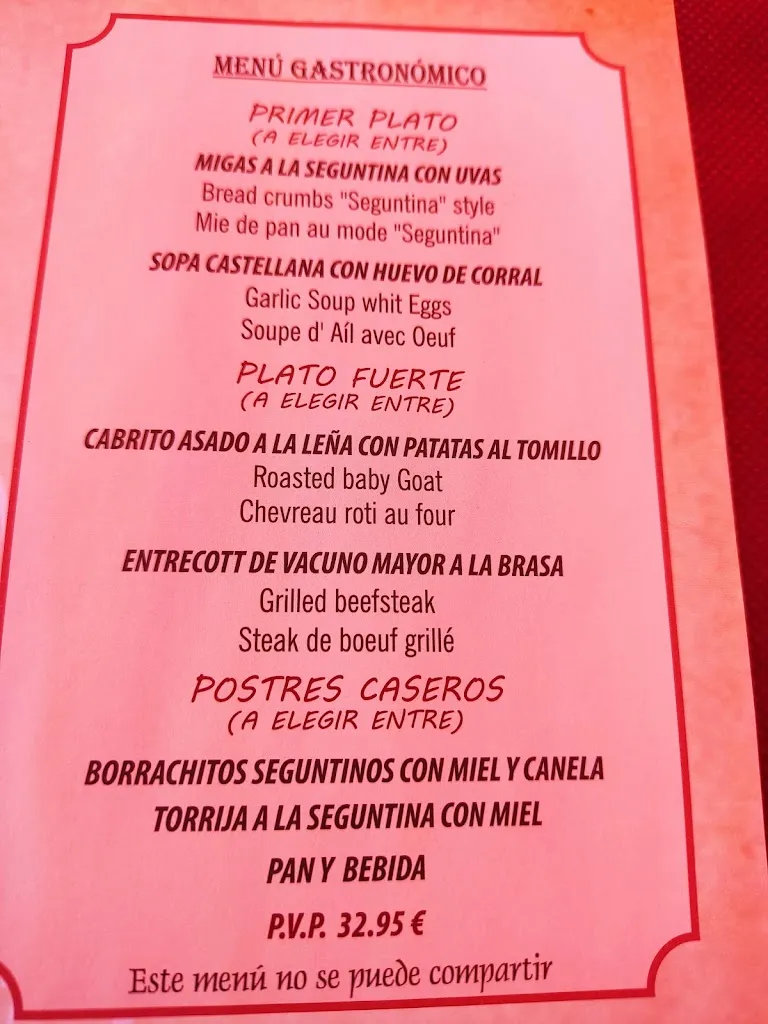 MENÚ GASTRONÓMICO
PRIMER PLATO
(A ELEGIR ENTRE)
MIGAS A LA SEGUNTINA CON UVAS
Bread crumbs "Seguntina" style
Mie de pan au mode "Seguntina"
SOPA CASTELLANA CON HUEVO DE CORRAL
Garlic Soup whit Eggs
Soupe d' Aíl avec Oeuf
PLATO FUERTE
(A ELEGIR ENTRE)
CABRITO ASADO A LA LEÑA CON PATATAS AL TOMILLO
Roasted baby Goat
Chevreau roti au four
ENTRECOTT DE VACUNO MAYOR A LA BRASA
Grilled beefsteak
Steak de boeuf grillé
POSTRES CASEROS
(A ELEGIR ENTRE)
BORRACHITOS SEGUNTINOS CON MIEL Y CANELA
TORRIJA A LA SEGUNTINA CON MIEL
PAN Y BEBIDA
P.V.P. 32.95 €
Este menú no se puede compartir